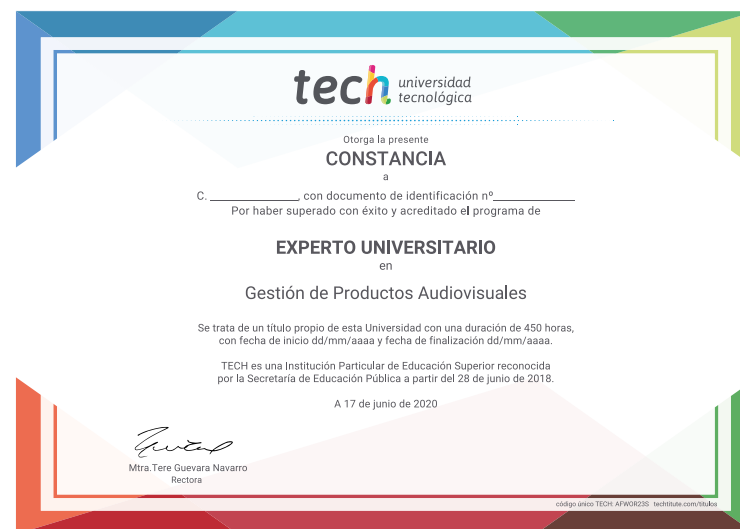 tech universidad
tecnológica
Otorga la presente
CONSTANCIA
a
C. ______________, con documento de identificación nº_____________
Por haber superado con éxito y acreditado el programa de
EXPERTO UNIVERSITARIO
en
Gestión de Productos Audiovisuales
Se trata de un título propio de esta Universidad con una duración de 450 horas,
con fecha de inicio dd/mm/aaaa y fecha de finalización dd/mm/aaaa.
TECH es una Institución Particular de Educación Superior reconocida
por la Secretaría de Educación Pública a partir del 28 de junio de 2018.
A 17 de junio de 2020
Mtra.Tere Guevara Navarro
Rectora
código único TECH: AFWOR23S techtitute.com/titulos